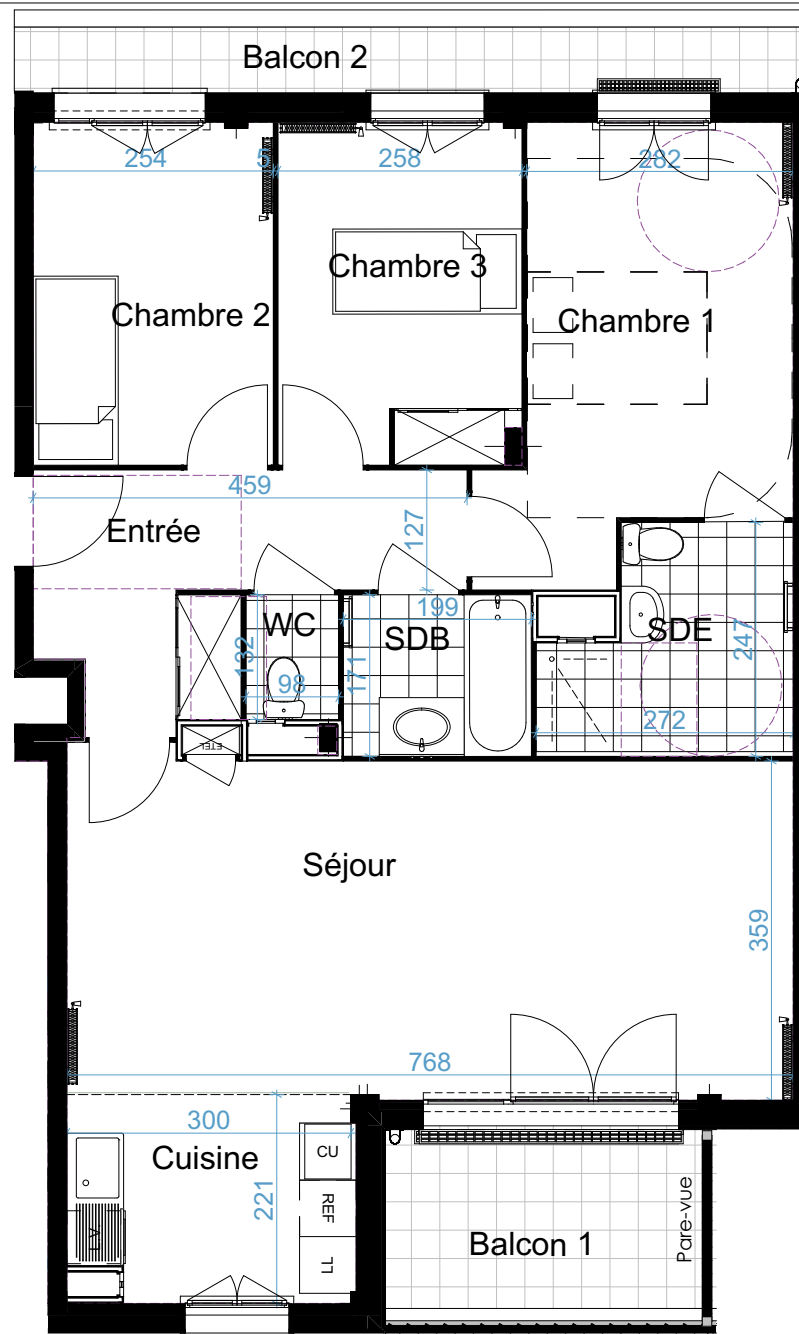 Balcon 2
254
5
258
282
Chambre 3
Chambre 2
Chambre 1
459
Entrée
127
199
WC
SDB
SDE
132
98
171
247
272
ETEL
Séjour
359
768
300
CU
Cuisine
221
REF
LV
LL
Balcon 1
Pare-vue